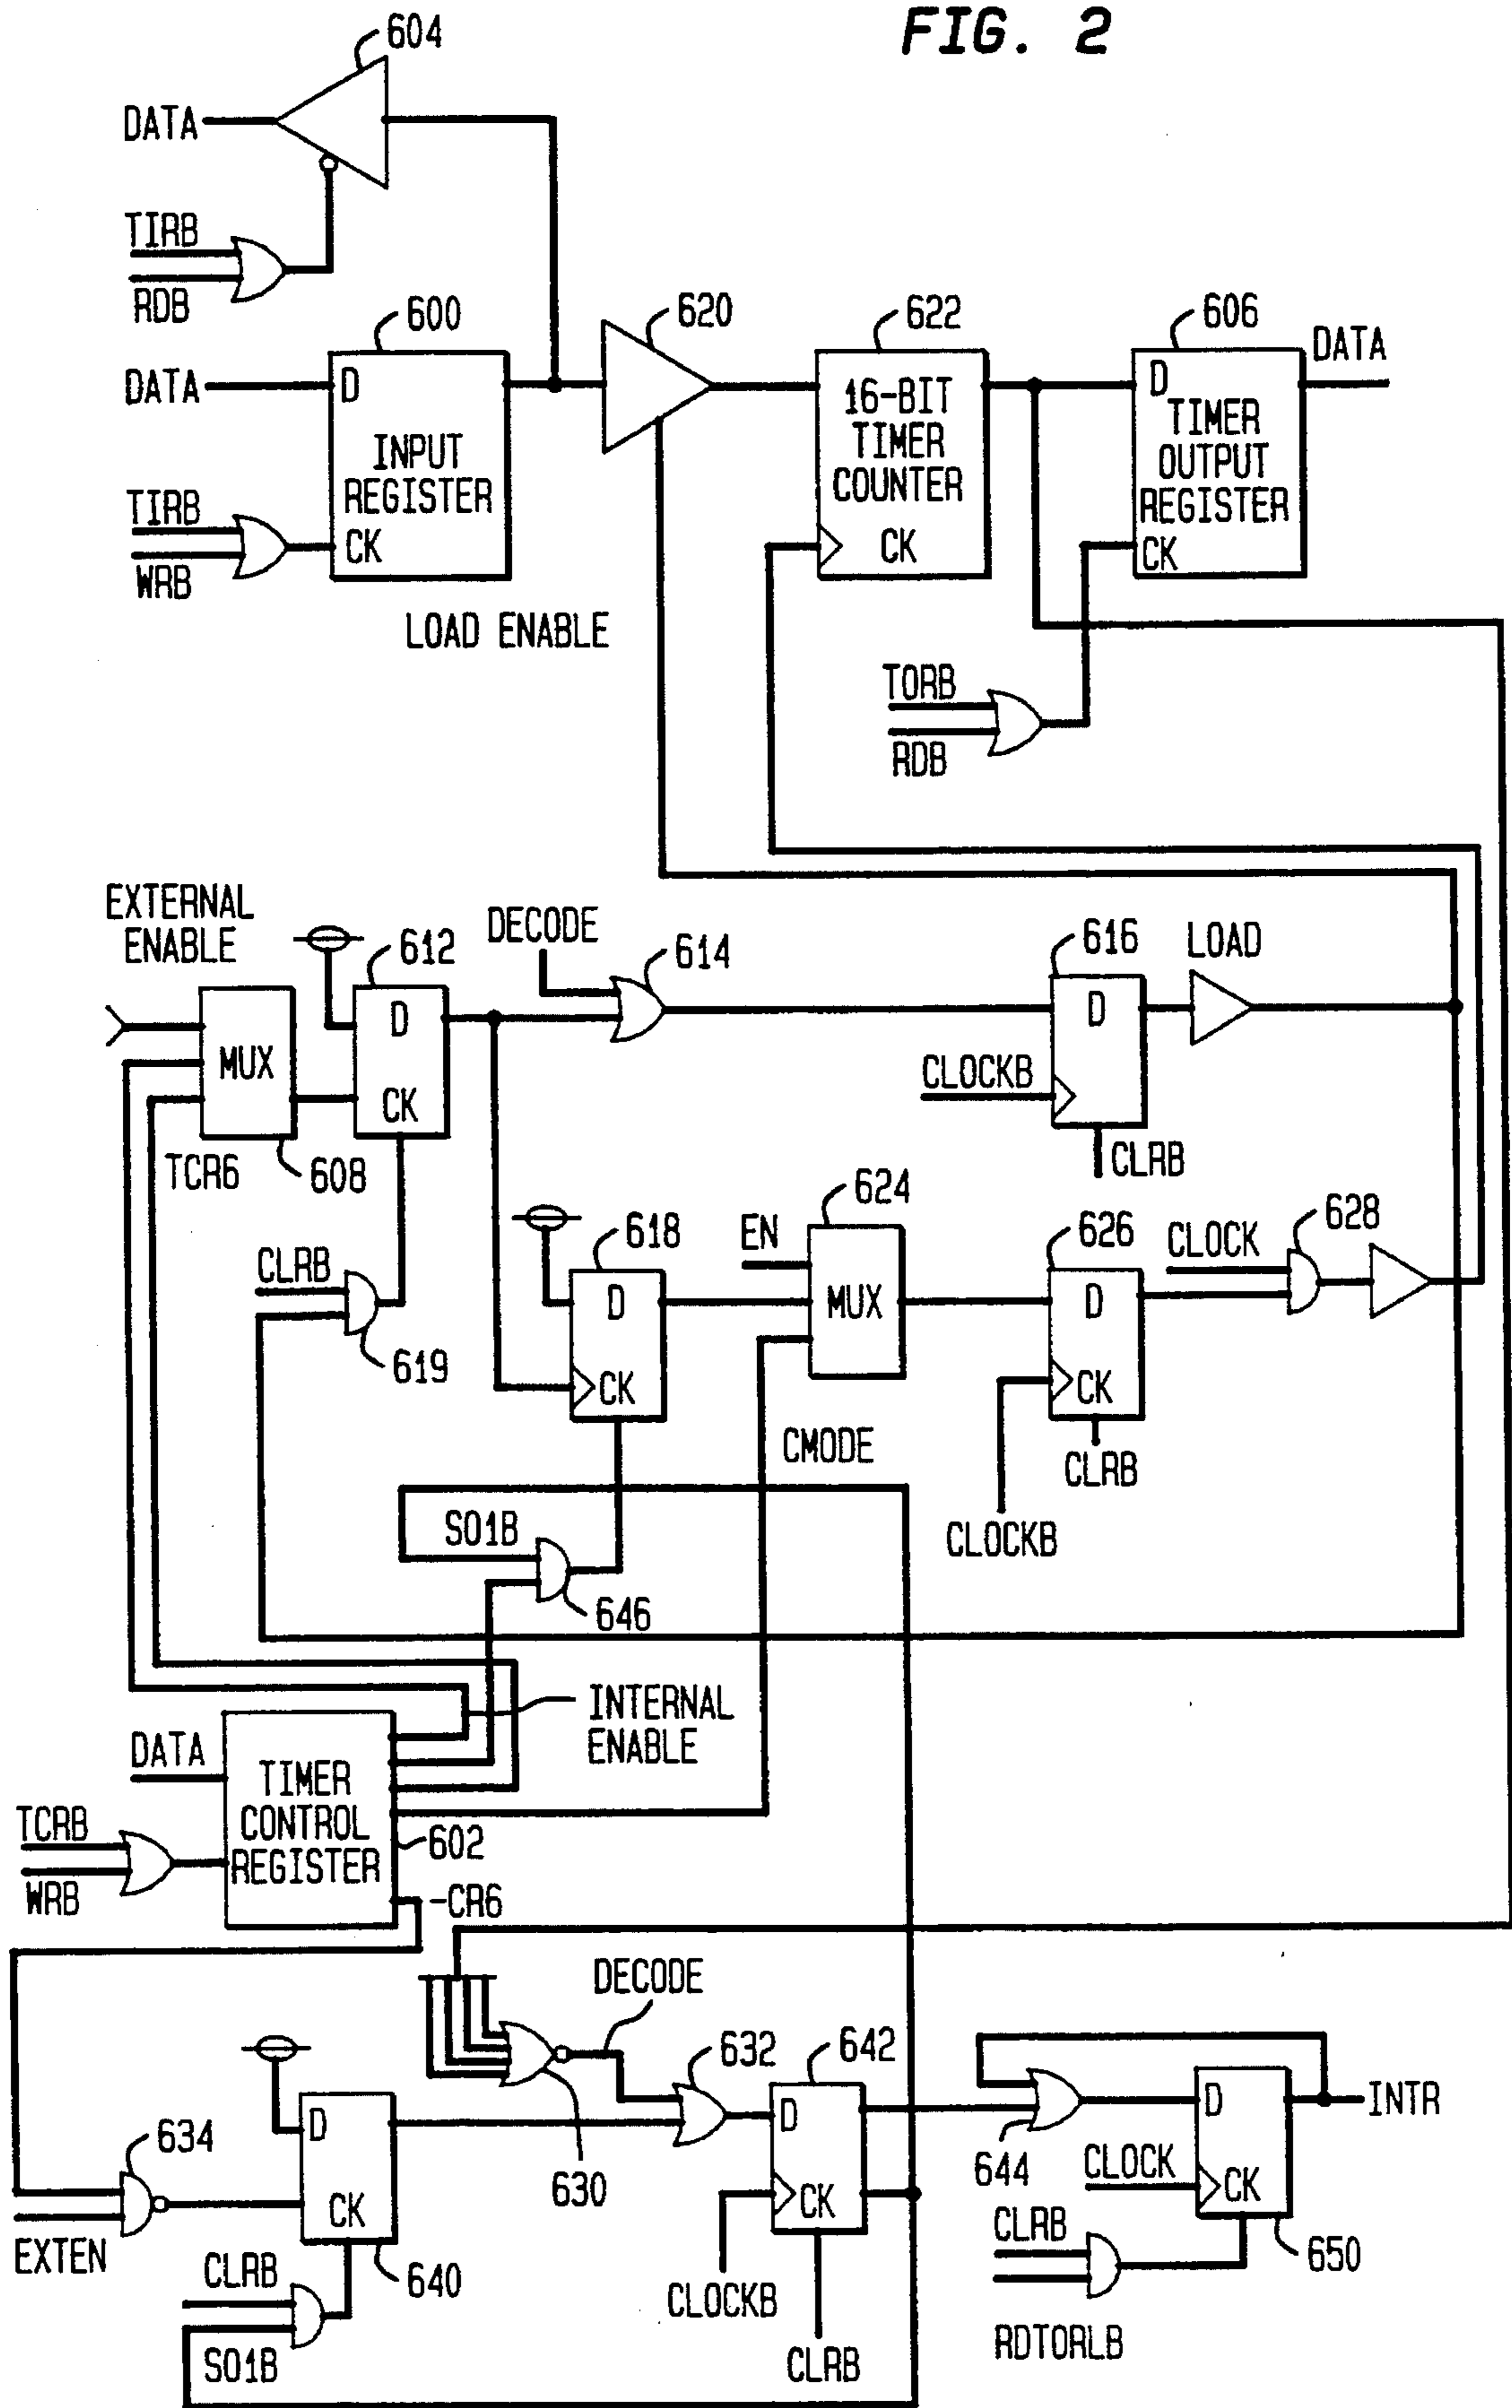 FIG. 2
604
DATA
TIRB
RDB
600
620
622
606
DATA
DATA
D
INPUT
REGISTER
CK
16-BIT
TIMER
COUNTER
CK
D
TIMER
OUTPUT
REGISTER
CK
TIRB
WRB
LOAD ENABLE
TORB
RDB
EXTERNAL
ENABLE
612
DECODE
614
616
LOAD
D
CK
MUX
D
CLOCKB
CLRB
TCR6
608
624
618
EN
626
CLOCK
628
CLRB
D
MUX
D
619
CK
CK
CMODE
CLRB
SO1B
CLOCKB
646
INTERNAL
ENABLE
DATA
TIMER
CONTROL
REGISTER
TCRB
602
WRB
-CR6
DECODE
632
642
634
D
D
D
INTR
644
CLOCK
CK
CK
CK
630
EXTEN
CLRB
640
CLOCKB
CLRB
650
SO1B
CLRB
RDTORLB